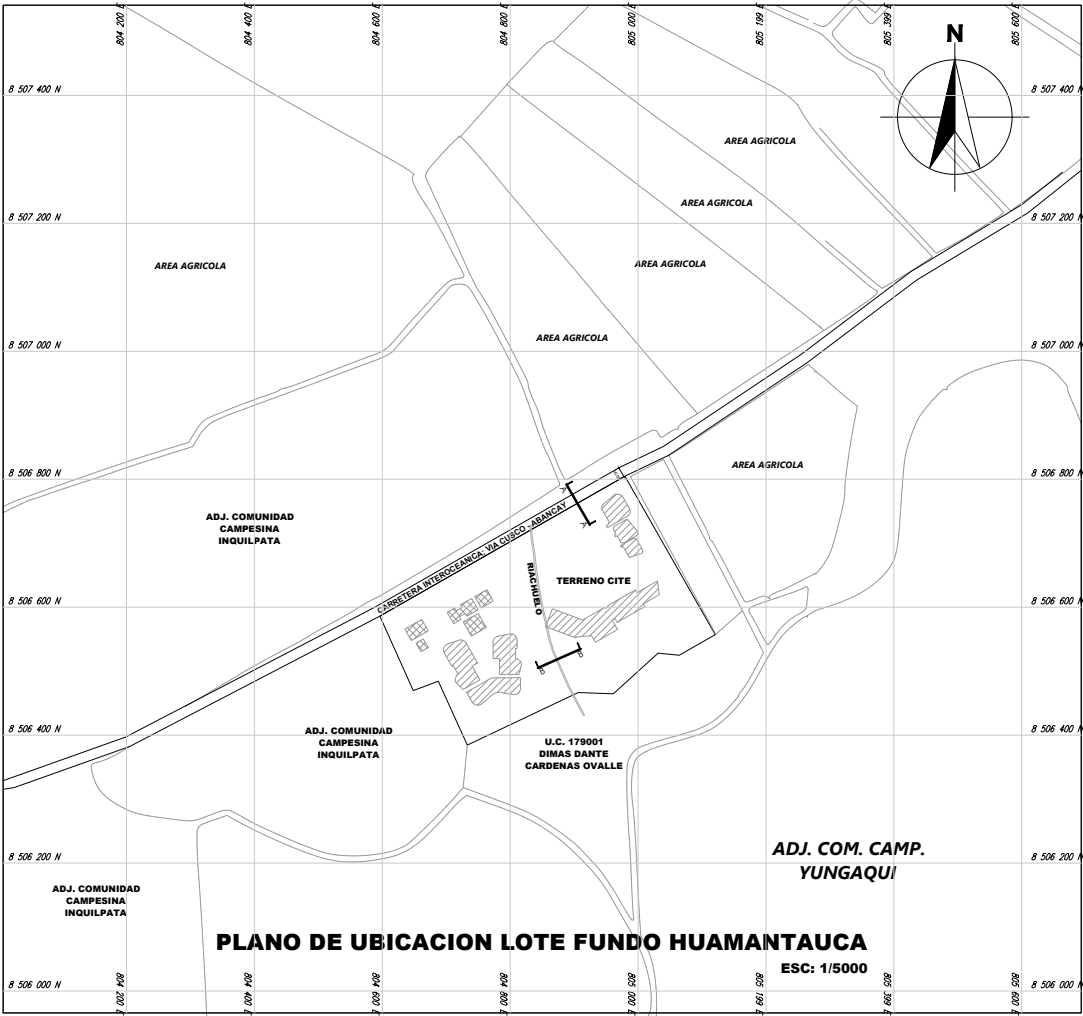 804 200 E
804 400 E
804 600 E
804 800 E
805 000 E
805 199 E
805 399 E
805 600 E
N
8 507 400 N
8 507 400 N
AREA AGRICOLA
AREA AGRICOLA
8 507 200 N
8 507 200 N
AREA AGRICOLA
AREA AGRICOLA
AREA AGRICOLA
8 507 000 N
8 507 000 N
AREA AGRICOLA
8 506 800 N
8 506 800 N
A
A
ADJ. COMUNIDAD
CAMPESINA
INQUILPATA
CARRETERA INTEROCEANICA: VIA CUSCO - ABANCAY
RIACHUELO
TERRENO CITE
8 506 600 N
8 506 600 N
B
B
8 506 400 N
8 506 400 N
ADJ. COMUNIDAD
CAMPESINA
INQUILPATA
U.C. 179001
DIMAS DANTE
CARDENAS OVALLE
8 506 200 N
8 506 200 N
ADJ. COM. CAMP.
YUNGAQUI
ADJ. COMUNIDAD
CAMPESINA
INQUILPATA
PLANO DE UBICACION LOTE FUNDO HUAMANTAUCA
ESC: 1/5000
8 506 000 N
8 506 000 N
804 200 E
804 400 E
804 600 E
804 800 E
805 000 E
805 199 E
805 399 E
805 600 E